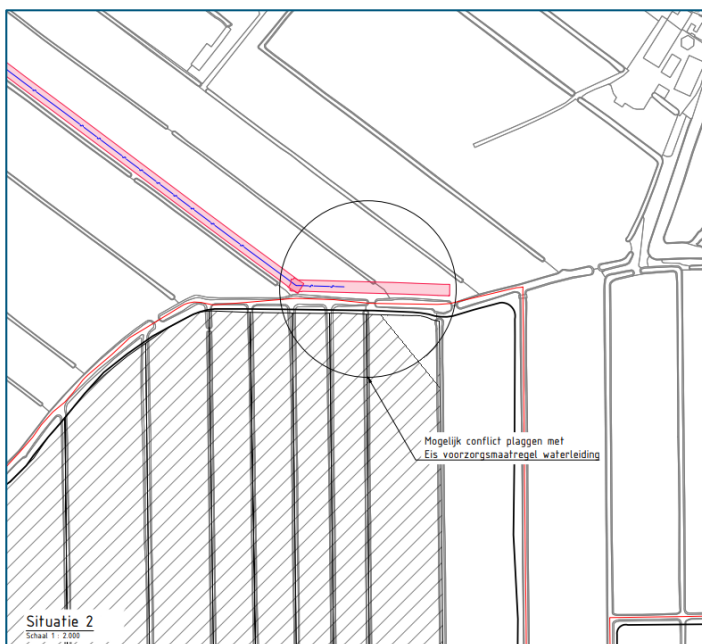 Mogelijk conflict plaggen met
Eis voorzorgsmaatregel waterleiding
Situatie 2
Schaal 1 : 2.000